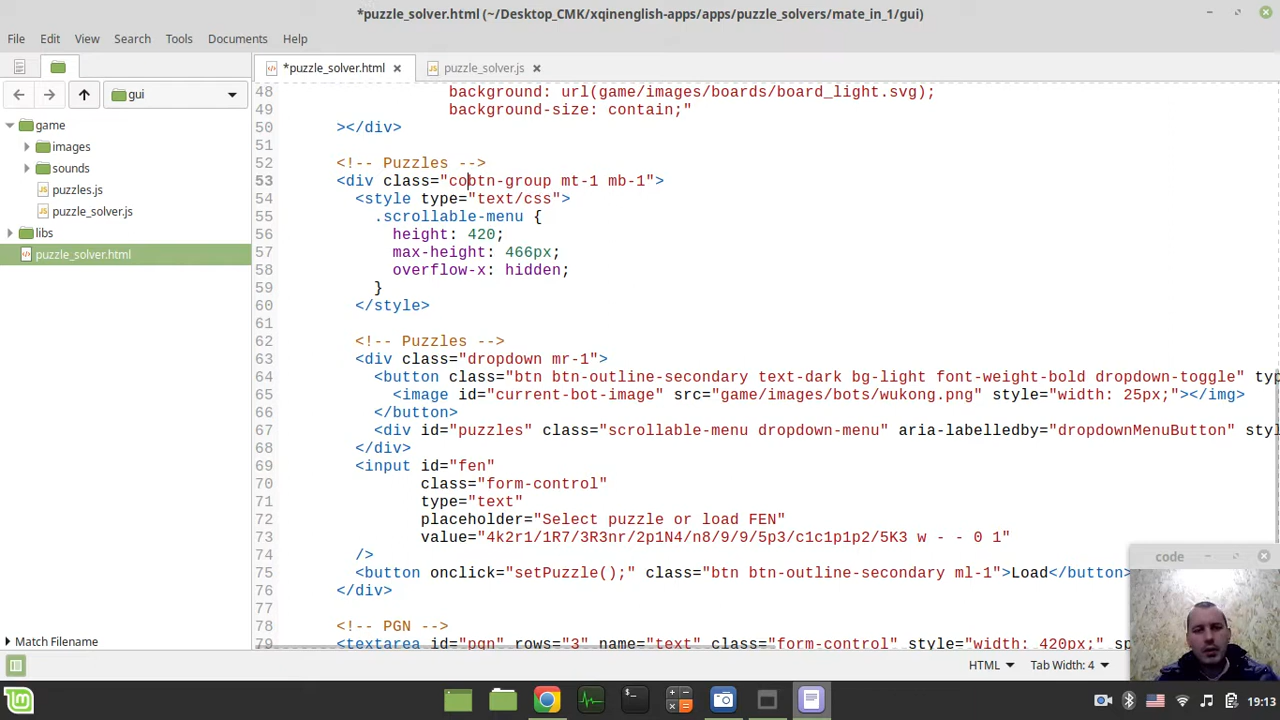 *puzzle_solver.html (~/Desktop_CMK/xqinenglish-apps/apps/puzzle_solvers/mate_in_1/gui)
File Edit View Search Tools Documents Help
*puzzle_solver.html puzzle_solver.js
gui
game
images
sounds
puzzles.js
puzzle_solver.js
libs
puzzle_solver.html
Match Filename
48 background: url(game/images/boards/board_light.svg);
49 background-size: contain;"
50 ></div>
51
52 <!-- Puzzles -->
53 <div class="cobtn-group mt-1 mb-1">
54 <style type="text/css">
55 .scrollable-menu {
56 height: 420;
57 max-height: 466px;
58 overflow-x: hidden;
59 }
60 </style>
61
62 <!-- Puzzles -->
63 <div class="dropdown mr-1">
64 <button class="btn btn-outline-secondary text-dark bg-light font-weight-bold dropdown-toggle" typ
65 <image id="current-bot-image" src="game/images/bots/wukong.png" style="width: 25px;"></img>
66 </button>
67 <div id="puzzles" class="scrollable-menu dropdown-menu" aria-labelledby="dropdownMenuButton" styl
68 </div>
69 <input id="fen"
70 class="form-control"
71 type="text"
72 placeholder="Select puzzle or load FEN"
73 value="4k2r1/1R7/3R3nr/2p1N4/n8/9/9/5p3/c1c1p1p2/5K3 w - - 0 1"
74 />
75 <button onclick="setPuzzle();" class="btn btn-outline-secondary ml-1">Load</button>
76 </div>
77
78 <!-- PGN -->
79 <textarea id="pgn" rows="3" name="text" class="form-control" style="width: 420px;" sp
code
HTML Tab Width: 4
19:13